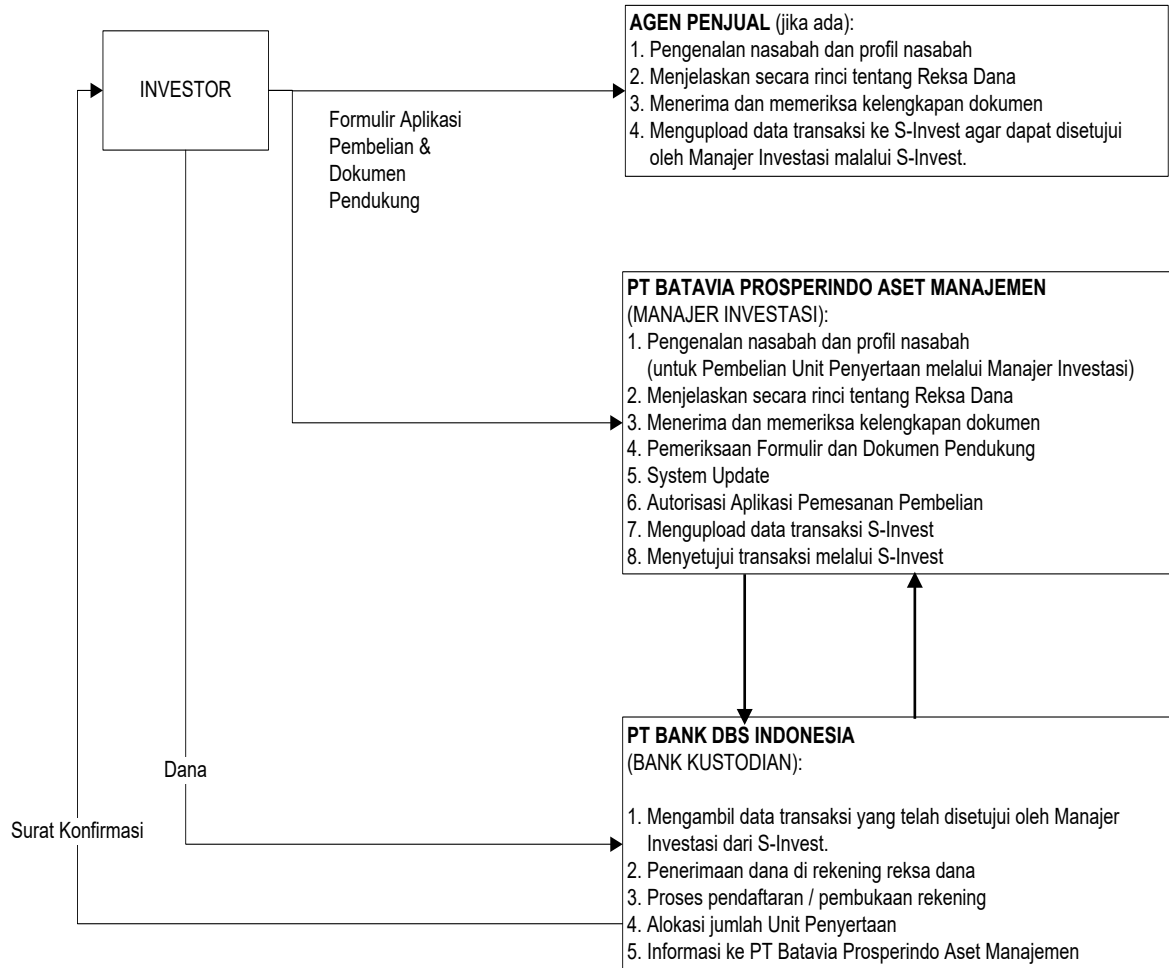 INVESTOR
Formulir Aplikasi
Pembelian &
Dokumen
Pendukung
AGEN PENJUAL (jika ada):
1. Pengenalan nasabah dan profil nasabah
2. Menjelaskan secara rinci tentang Reksa Dana
3. Menerima dan memeriksa kelengkapan dokumen
4. Mengupload data transaksi ke S-Invest agar dapat disetujui
oleh Manajer Investasi malalui S-Invest.
PT BATAVIA PROSPERINDO ASET MANAJEMEN
(MANAJER INVESTASI):
1. Pengenalan nasabah dan profil nasabah
(untuk Pembelian Unit Penyertaan melalui Manajer Investasi)
2. Menjelaskan secara rinci tentang Reksa Dana
3. Menerima dan memeriksa kelengkapan dokumen
4. Pemeriksaan Formulir dan Dokumen Pendukung
5. System Update
6. Autorisasi Aplikasi Pemesanan Pembelian
7. Mengupload data transaksi S-Invest
8. Menyetujui transaksi melalui S-Invest
Dana
Surat Konfirmasi
PT BANK DBS INDONESIA
(BANK KUSTODIAN):
1. Mengambil data transaksi yang telah disetujui oleh Manajer
Investasi dari S-Invest.
2. Penerimaan dana di rekening reksa dana
3. Proses pendaftaran / pembukaan rekening
4. Alokasi jumlah Unit Penyertaan
5. Informasi ke PT Batavia Prosperindo Aset Manajemen